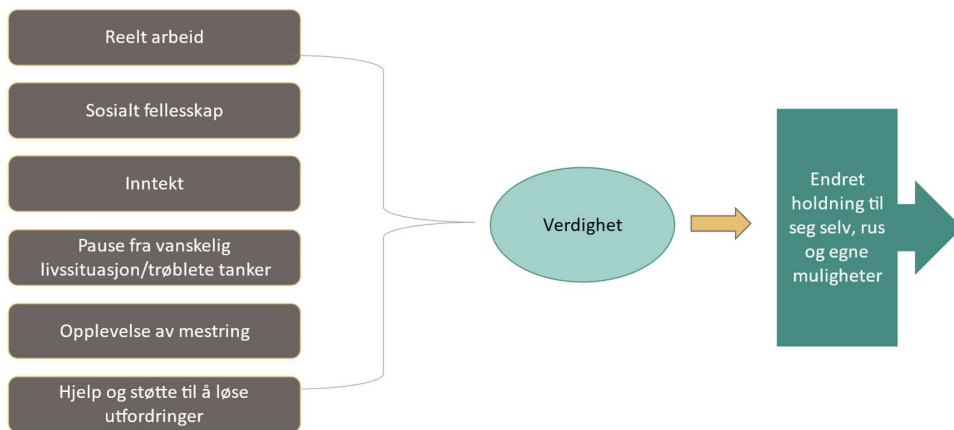 Reelt arbeid
Sosialt fellesskap
Inntekt
Pause fra vanskelig
livssituasjon/trøblete tanker
Opplevelse av mestring
Hjelp og støtte til å løse
utfordringer
Verdighet
Endret
holdning til
seg selv, rus
og egne
muligheter